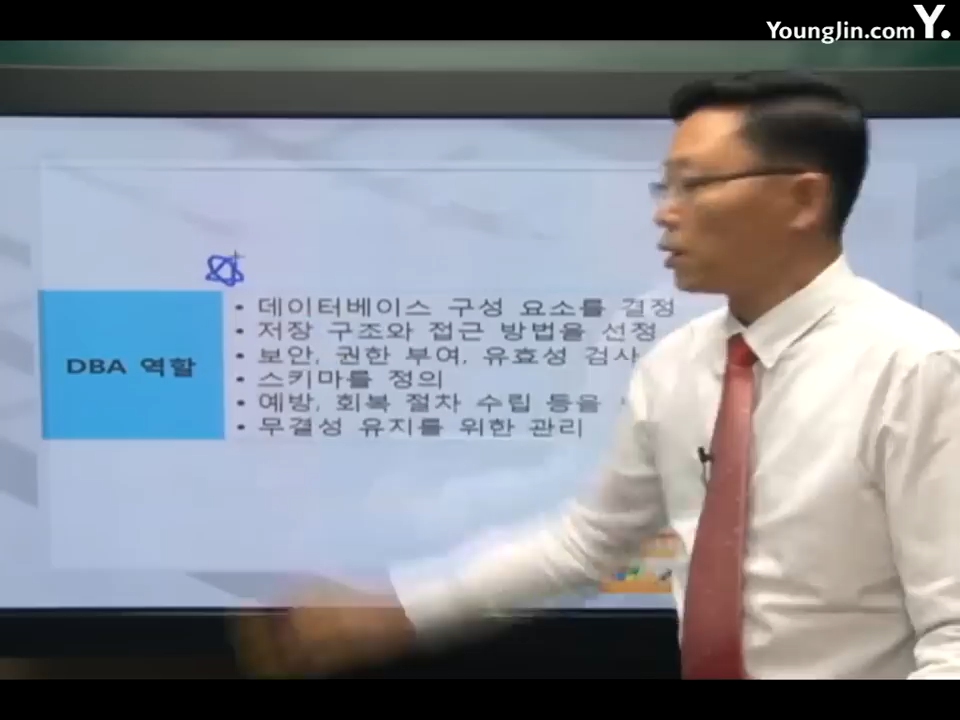 YoungJin.com Y.
• 데이터베이스 구성 요소를 결정
• 저장 구조와 접근 방법을 선정
• 보안, 권한 부여, 유효성 검사
DBA 역할
• 스키마를 정의
• 예방, 회복 절차 수립 등을
• 무결성 유지를 위한 관리